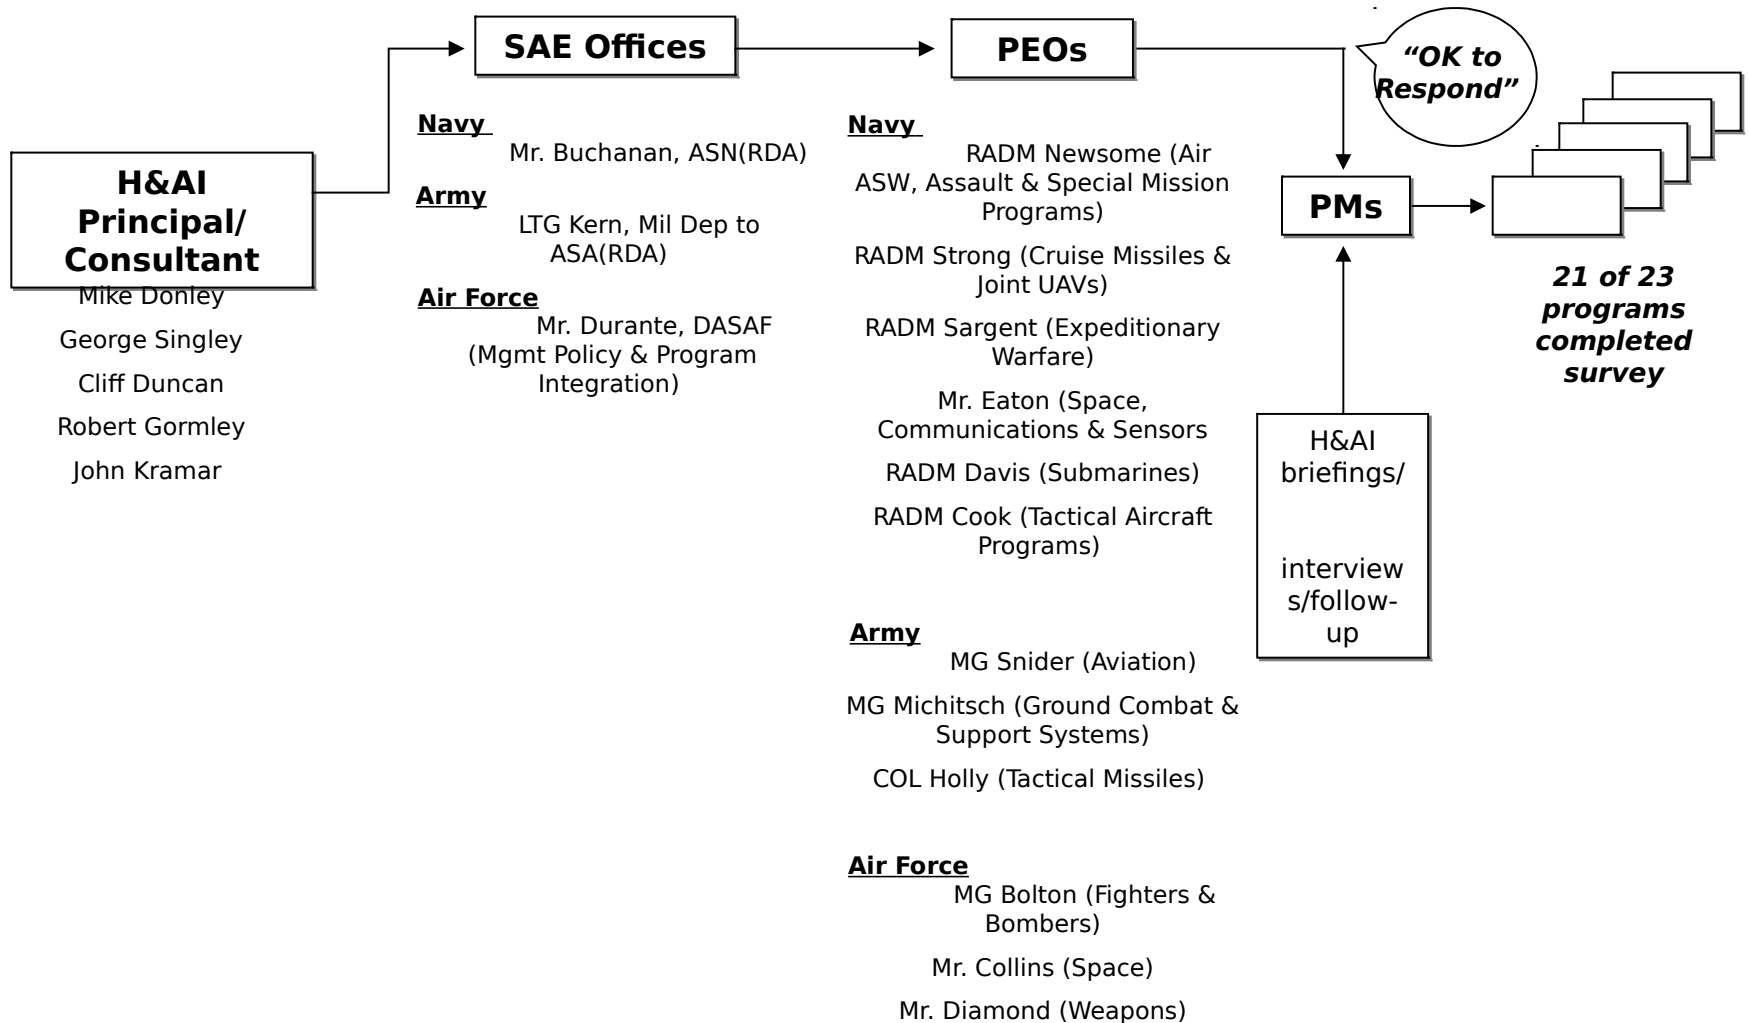 H&AI
Principal/
Consultant
Mike Donley
George Singley
Cliff Duncan
Robert Gormley
John Kramar
SAE Offices
Navy
Mr. Buchanan, ASN(RDA)
Army
LTG Kern, Mil Dep to
ASA(RDA)
Air Force
Mr. Durante, DASAF
(Mgmt Policy & Program
Integration)
PEOs
Navy
RADM Newsome (Air
ASW, Assault & Special Mission
Programs)
RADM Strong (Cruise Missiles &
Joint UAVs)
RADM Sargent (Expeditionary
Warfare)
Mr. Eaton (Space,
Communications & Sensors
RADM Davis (Submarines)
RADM Cook (Tactical Aircraft
Programs)
Army
MG Snider (Aviation)
MG Michitsch (Ground Combat &
Support Systems)
COL Holly (Tactical Missiles)
Air Force
MG Bolton (Fighters &
Bombers)
Mr. Collins (Space)
Mr. Diamond (Weapons)
“OK to
Respond”
PMs
H&AI
briefings/
interview
s/follow-
up
21 of 23
programs
completed
survey